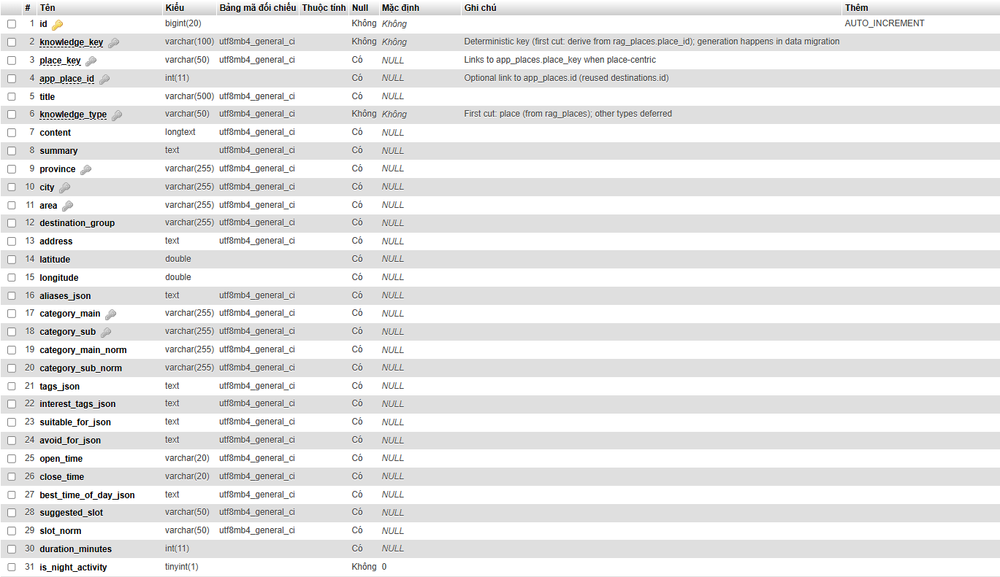 # Tên Kiểu Bảng mã đối chiếu Thuộc tính Null Mặc định Ghi chú Thêm
1 id bigint(20) Không Không AUTO_INCREMENT
2 knowledge_key varchar(100) utf8mb4_general_ci Không Không Deterministic key (first cut: derive from rag_places.place_id); generation happens in data migration
3 place_key varchar(50) utf8mb4_general_ci Có NULL Links to app_places.place_key when place-centric
4 app_place_id int(11) Có NULL Optional link to app_places.id (reused destinations.id)
5 title varchar(500) utf8mb4_general_ci Có NULL
6 knowledge_type varchar(50) utf8mb4_general_ci Không Không First cut: place (from rag_places); other types deferred
7 content longtext utf8mb4_general_ci Có NULL
8 summary text utf8mb4_general_ci Có NULL
9 province varchar(255) utf8mb4_general_ci Có NULL
10 city varchar(255) utf8mb4_general_ci Có NULL
11 area varchar(255) utf8mb4_general_ci Có NULL
12 destination_group varchar(255) utf8mb4_general_ci Có NULL
13 address text utf8mb4_general_ci Có NULL
14 latitude double Có NULL
15 longitude double Có NULL
16 aliases_json text utf8mb4_general_ci Có NULL
17 category_main varchar(255) utf8mb4_general_ci Có NULL
18 category_sub varchar(255) utf8mb4_general_ci Có NULL
19 category_main_norm varchar(255) utf8mb4_general_ci Có NULL
20 category_sub_norm varchar(255) utf8mb4_general_ci Có NULL
21 tags_json text utf8mb4_general_ci Có NULL
22 interest_tags_json text utf8mb4_general_ci Có NULL
23 suitable_for_json text utf8mb4_general_ci Có NULL
24 avoid_for_json text utf8mb4_general_ci Có NULL
25 open_time varchar(20) utf8mb4_general_ci Có NULL
26 close_time varchar(20) utf8mb4_general_ci Có NULL
27 best_time_of_day_json text utf8mb4_general_ci Có NULL
28 suggested_slot varchar(50) utf8mb4_general_ci Có NULL
29 slot_norm varchar(50) utf8mb4_general_ci Có NULL
30 duration_minutes int(11) Có NULL
31 is_night_activity tinyint(1) Không 0